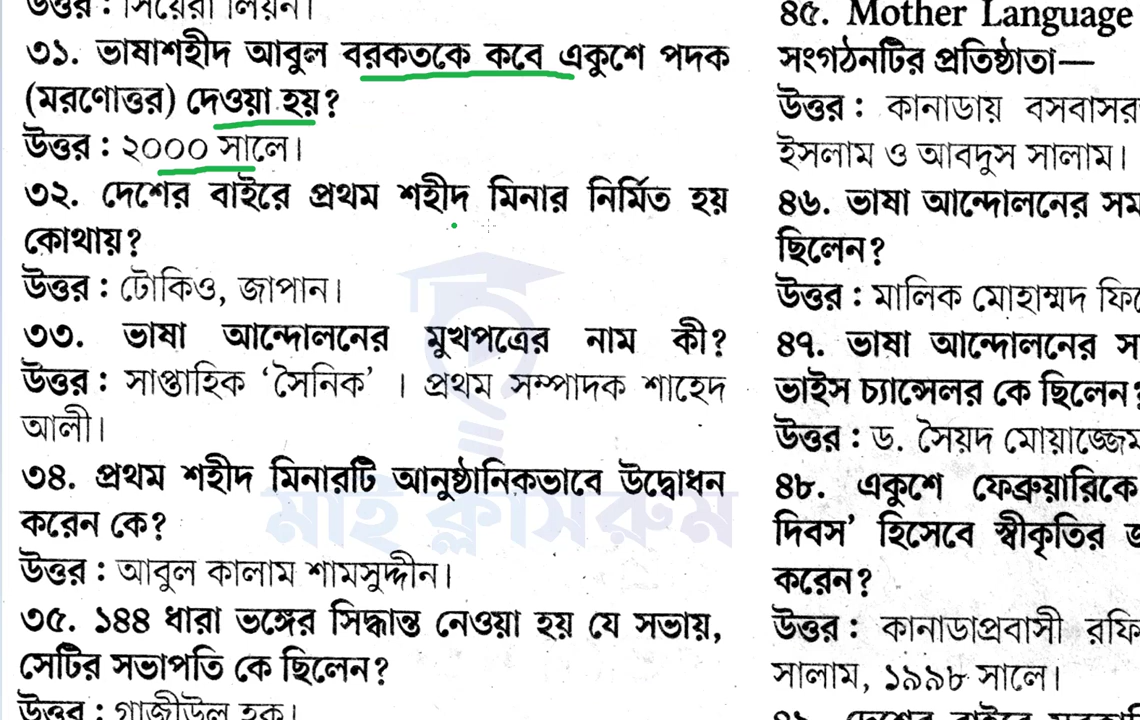 উত্তর : সিয়েরা লিয়ন।
৩১. ভাষাশহীদ আবুল বরকতকে কবে একুশে পদক
(মরণোত্তর) দেওয়া হয়?
উত্তর : ২০০০ সালে।
৩২. দেশের বাইরে প্রথম শহীদ মিনার নির্মিত হয়
কোথায়?
উত্তর : টোকিও, জাপান।
৩৩. ভাষা আন্দোলনের মুখপত্রের নাম কী?
উত্তর : সাপ্তাহিক ‘সৈনিক’ । প্রথম সম্পাদক শাহেদ
আলী।
৩৪. প্রথম শহীদ মিনারটি আনুষ্ঠানিকভাবে উদ্বোধন
করেন কে?
উত্তর : আবুল কালাম শামসুদ্দীন।
৩৫. ১৪৪ ধারা ভঙ্গের সিদ্ধান্ত নেওয়া হয় যে সভায়,
সেটির সভাপতি কে ছিলেন?
উত্তর : গাজীউল হক।
৪৫. Mother Language
সংগঠনটির প্রতিষ্ঠাতা—
উত্তর : কানাডায় বসবাসর
ইসলাম ও আবদুস সালাম।
৪৬. ভাষা আন্দোলনের সম
ছিলেন?
উত্তর : মালিক মোহাম্মদ ফি
৪৭. ভাষা আন্দোলনের স
ভাইস চ্যান্সেলর কে ছিলেন?
উত্তর : ড. সৈয়দ মোয়াজ্জেম
৪৮. একুশে ফেব্রুয়ারিকে
দিবস’ হিসেবে স্বীকৃতির
করেন?
উত্তর : কানাডাপ্রবাসী রফি
সালাম, ১৯৯৮ সালে।
মাই ক্লাসরুম